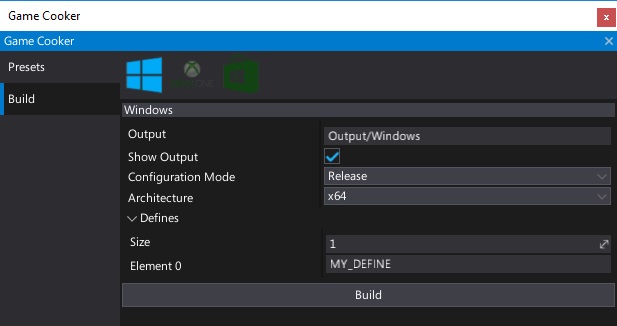 Game Cooker
Game Cooker
Presets
Build
Windows
Output
Output/Windows
Show Output
Configuration Mode
Release
Architecture
x64
Defines
Size
1
Element 0
MY_DEFINE
Build